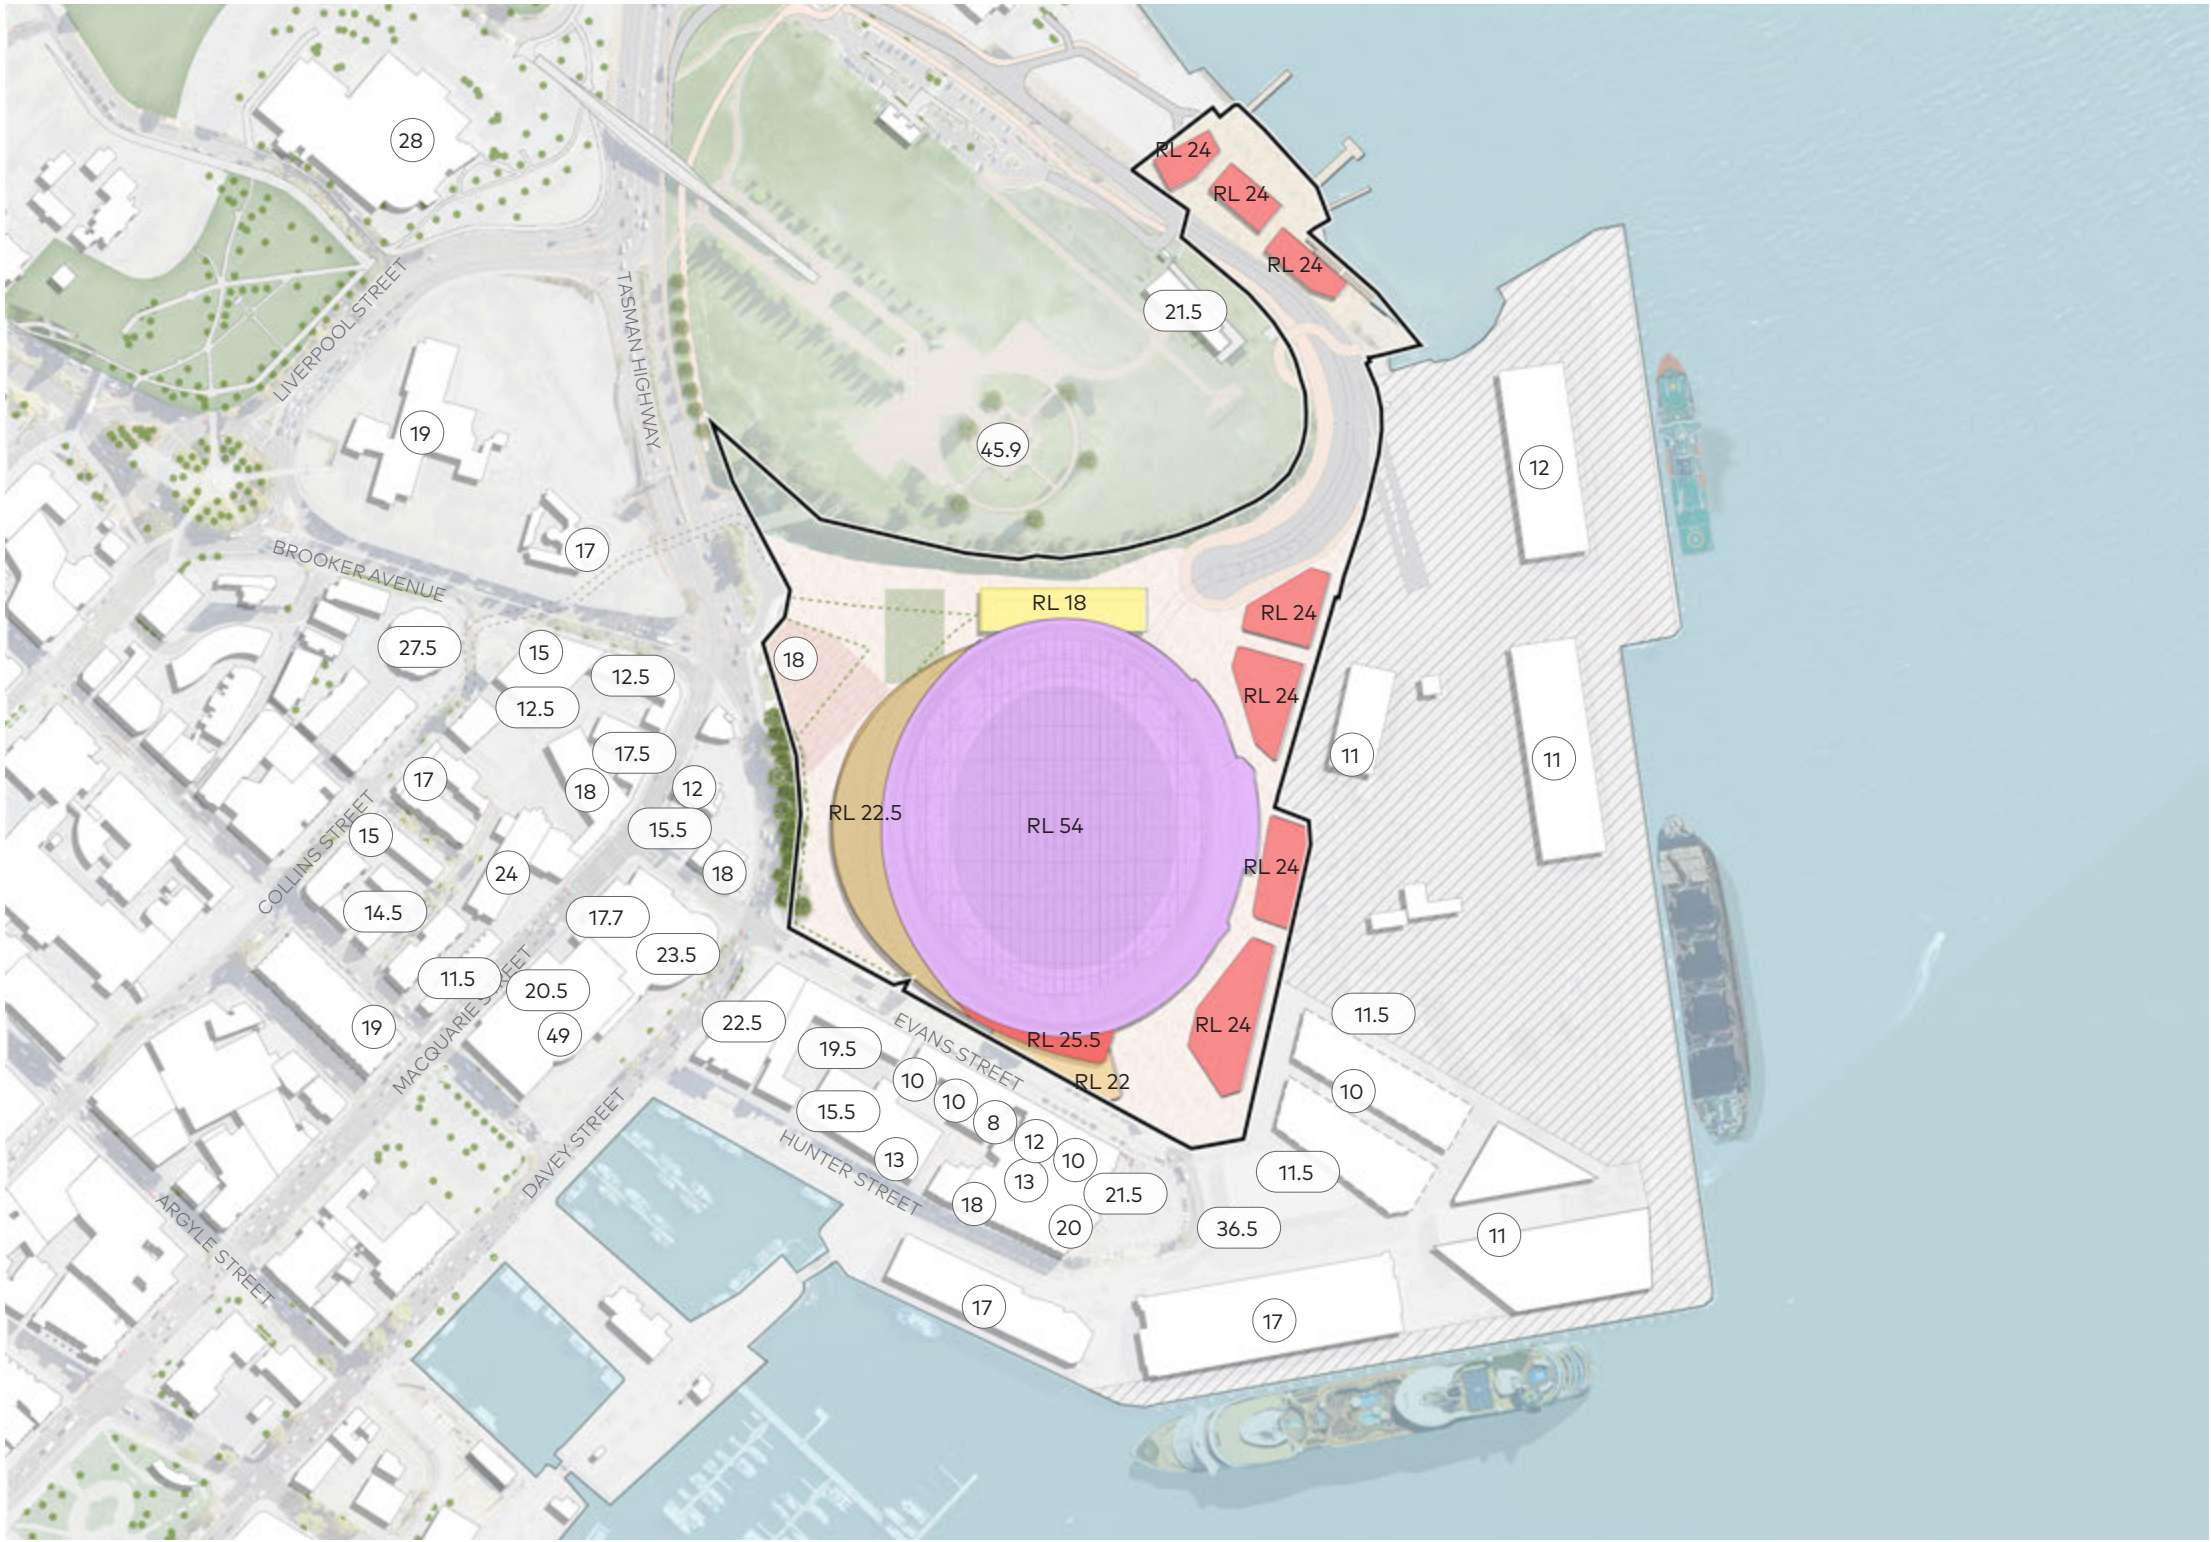 28
RL 24
RL 24
RL 24
21.5
LIVERPOOL STREET
TASMAN HIGHWAY
19
45.9
12
17
BROOKER AVENUE
RL 18
RL 24
27.5
15
18
12.5
12.5
RL 24
17.5
11
11
17
18
12
RL 22.5
RL 54
15.5
15
COLLINS STREET
24
18
RL 24
14.5
17.7
23.5
11.5
20.5
MACQUARIE STREET
19
49
22.5
EVANS STREET
RL 24
11.5
19.5
RL 25.5
10
RL 22
10
10
15.5
8
12
HUNTER STREET
13
10
13
11.5
DAVEY STREET
18
21.5
20
36.5
11
ARGYLE STREET
17
17